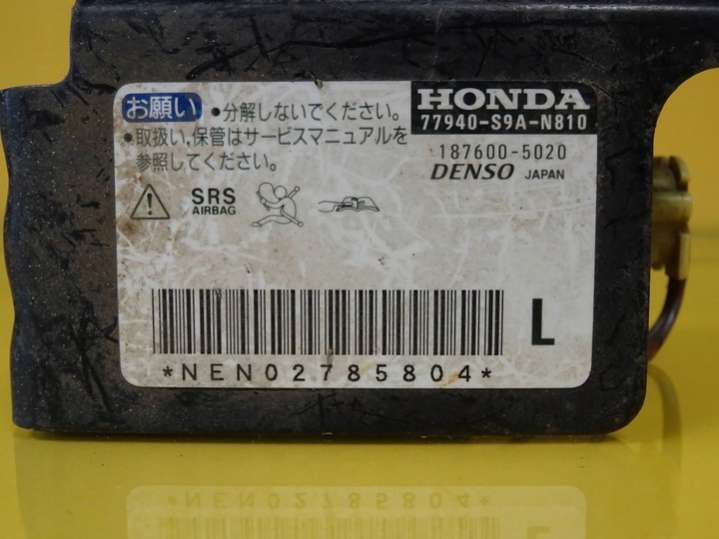 お願い ・分解しないでください。
・取扱い,保管はサービスマニュアルを
参照してください。
HONDA
77940-S9A-N810
187600-5020
DENSO JAPAN
SRS
AIRBAG
L
*NEN02785804*
*NEN02785804*
L